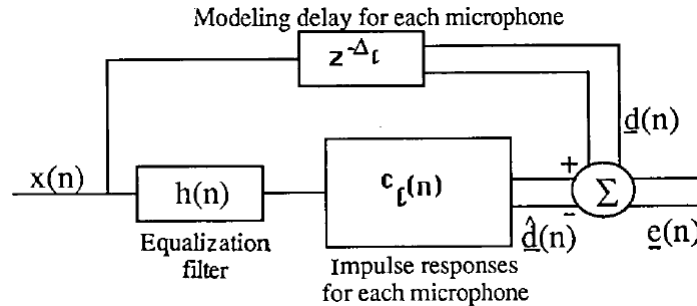 Modeling delay for each microphone
z^{-Δ_ℓ}
d(n)
x(n)
h(n)
c_ℓ(n)
+
Σ
-
d̂(n)
e(n)
Equalization
filter
Impulse responses
for each microphone